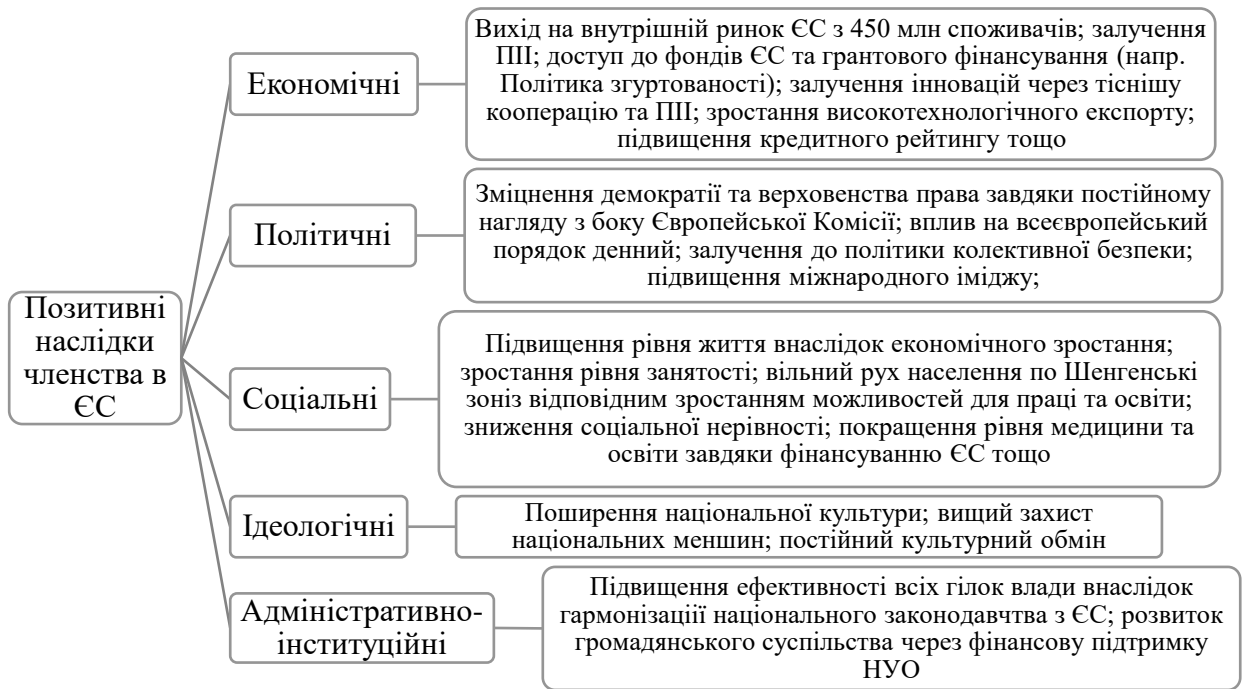 Позитивні
наслідки
членства в
ЄС
Економічні
Вихід на внутрішній ринок ЄС з 450 млн споживачів; залучення
ПІІ; доступ до фондів ЄС та грантового фінансування (напр.
Політика згуртованості); залучення інновацій через тіснішу
кооперацію та ПІІ; зростання високотехнологічного експорту;
підвищення кредитного рейтингу тощо
Політичні
Зміцнення демократії та верховенства права завдяки постійному
нагляду з боку Європейської Комісії; вплив на всеєвропейський
порядок денний; залучення до політики колективної безпеки;
підвищення міжнародного іміджу;
Соціальні
Підвищення рівня життя внаслідок економічного зростання;
зростання рівня занятості; вільний рух населення по Шенгенські
зоніз відповідним зростанням можливостей для праці та освіти;
зниження соціальної нерівності; покращення рівня медицини та
освіти завдяки фінансуванню ЄС тощо
Ідеологічні
Поширення національної культури; вищий захист
національних меншин; постійний культурний обмін
Адміністративно-
інституційні
Підвищення ефективності всіх гілок влади внаслідок
гармонізаціїі національного законодавчтва з ЄС; розвиток
громадянського суспільства через фінансову підтримку
НУО